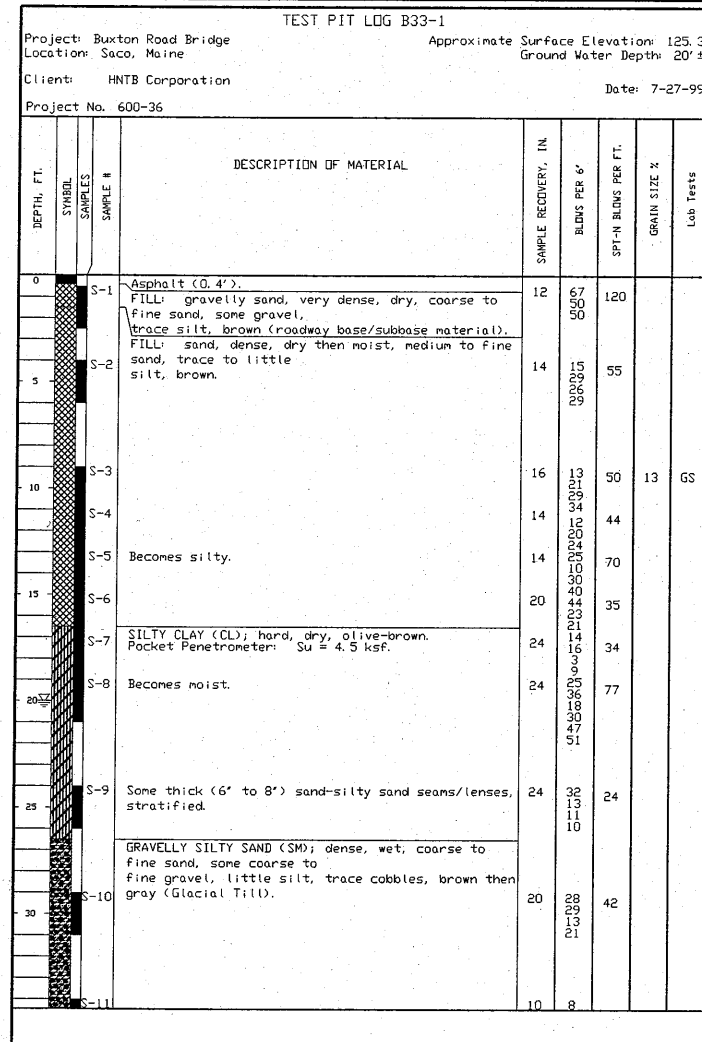 TEST PIT LOG B33-1
Project: Buxton Road Bridge Approximate Surface Elevation: 125.3
Location: Saco, Maine Ground Water Depth: 20'±
Client: HNTB Corporation Date: 7-27-99
Project No. 600-36
DEPTH, FT.
SYMBOL
SAMPLES
SAMPLE #
DESCRIPTION OF MATERIAL
SAMPLE RECOVERY, IN.
BLOWS PER 6"
SPT-N BLOWS PER FT.
GRAIN SIZE %
Lab Tests
0
S-1 Asphalt (0.4'). 12 67 120
FILL: gravelly sand, very dense, dry, coarse to 50
fine sand, some gravel, 50
trace silt, brown (roadway base/subbase material).
FILL: sand, dense, dry then moist, medium to fine
S-2 sand, trace to little 14 15 55
5 silt, brown. 29
26
29
S-3 16 13 50 13 GS
10 21
29
34
S-4 14 12 44
20
24
S-5 Becomes silty. 14 25 70
10
30
15 40
S-6 20 44 35
23
21
SILTY CLAY (CL); hard, dry, olive-brown. 14
S-7 Pocket Penetrometer: Su = 4.5 ksf. 24 16 34
3
9
S-8 Becomes moist. 24 25 77
20 36
18
30
47
51
S-9 Some thick (6" to 8") sand-silty sand seams/lenses, 24 32 24
25 stratified. 13
11
10
GRAVELLY SILTY SAND (SM); dense, wet, coarse to
fine sand, some coarse to
fine gravel, little silt, trace cobbles, brown then
S-10 gray (Glacial Till). 20 28 42
30 29
13
21
S-11 10 8